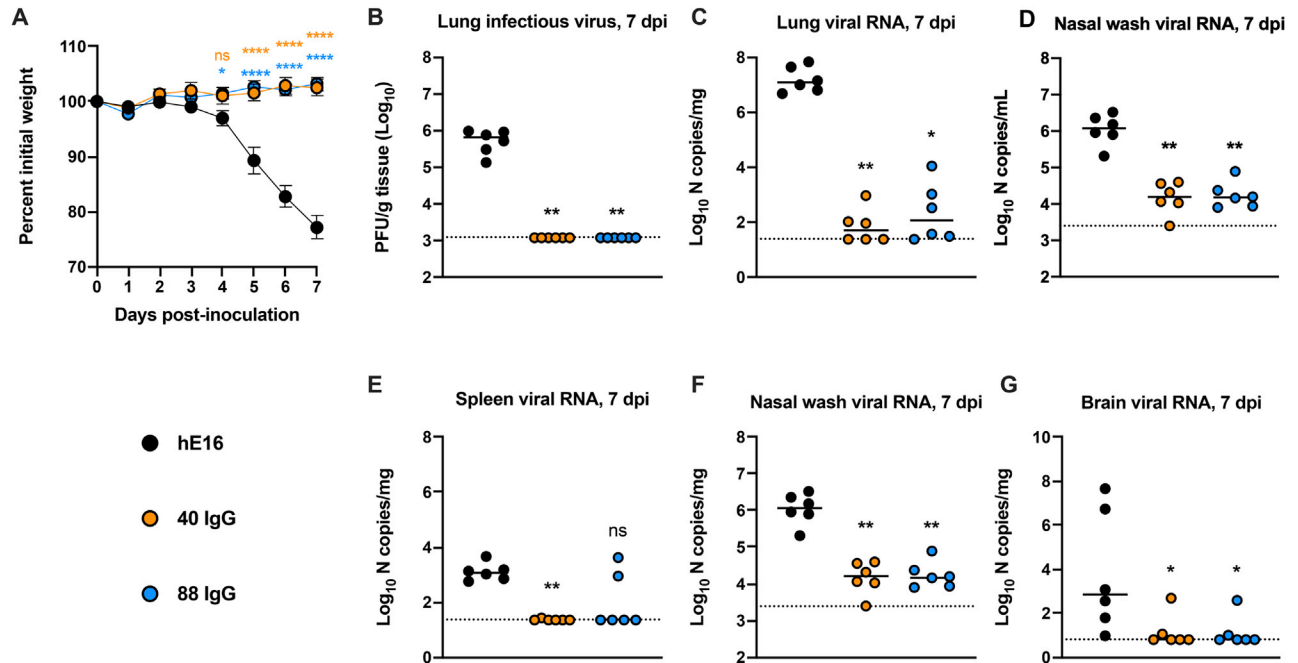 A
Percent initial weight
110
100
90
80
70
0 1 2 3 4 5 6 7
Days post-inoculation
ns **** **** ****
* **** **** ****
B
Lung infectious virus, 7 dpi
PFU/g tissue (Log10)
8
7
6
5
4
3
2
** **
C
Lung viral RNA, 7 dpi
Log10 N copies/mg
8
6
4
2
0
** *
D
Nasal wash viral RNA, 7 dpi
Log10 N copies/mL
8
7
6
5
4
3
2
** **
hE16
40 IgG
88 IgG
E
Spleen viral RNA, 7 dpi
Log10 N copies/mg
8
6
4
2
0
** ns
F
Nasal wash viral RNA, 7 dpi
Log10 N copies/mg
8
7
6
5
4
3
2
** **
G
Brain viral RNA, 7 dpi
Log10 N copies/mg
10
8
6
4
2
0
* *